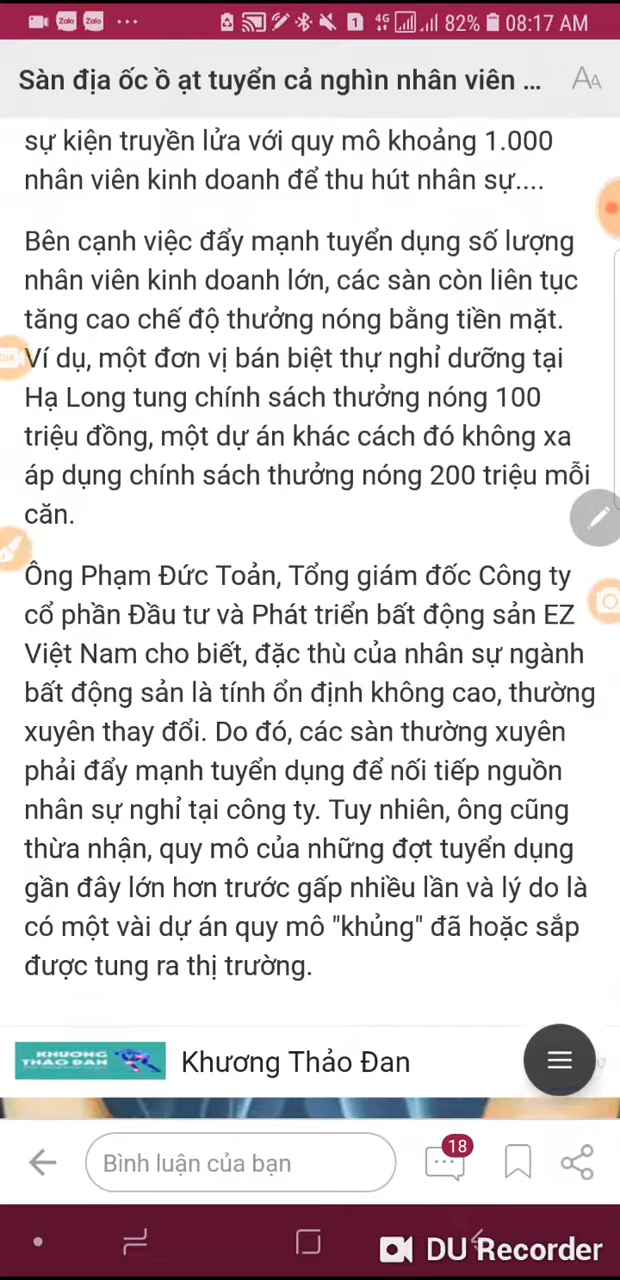 Zalo Zalo 1 4G 82% 08:17 AM
Sàn địa ốc ồ ạt tuyển cả nghìn nhân viên ... AA
sự kiện truyền lửa với quy mô khoảng 1.000
nhân viên kinh doanh để thu hút nhân sự....
Bên cạnh việc đẩy mạnh tuyển dụng số lượng
nhân viên kinh doanh lớn, các sàn còn liên tục
tăng cao chế độ thưởng nóng bằng tiền mặt.
Ví dụ, một đơn vị bán biệt thự nghỉ dưỡng tại
Hạ Long tung chính sách thưởng nóng 100
triệu đồng, một dự án khác cách đó không xa
áp dụng chính sách thưởng nóng 200 triệu mỗi
căn.
Ông Phạm Đức Toản, Tổng giám đốc Công ty
cổ phần Đầu tư và Phát triển bất động sản EZ
Việt Nam cho biết, đặc thù của nhân sự ngành
bất động sản là tính ổn định không cao, thường
xuyên thay đổi. Do đó, các sàn thường xuyên
phải đẩy mạnh tuyển dụng để nối tiếp nguồn
nhân sự nghỉ tại công ty. Tuy nhiên, ông cũng
thừa nhận, quy mô của những đợt tuyển dụng
gần đây lớn hơn trước gấp nhiều lần và lý do là
có một vài dự án quy mô "khủng" đã hoặc sắp
được tung ra thị trường.
KHUONG
THAO DAN
Khương Thảo Đan
Bình luận của bạn
18
DU Recorder